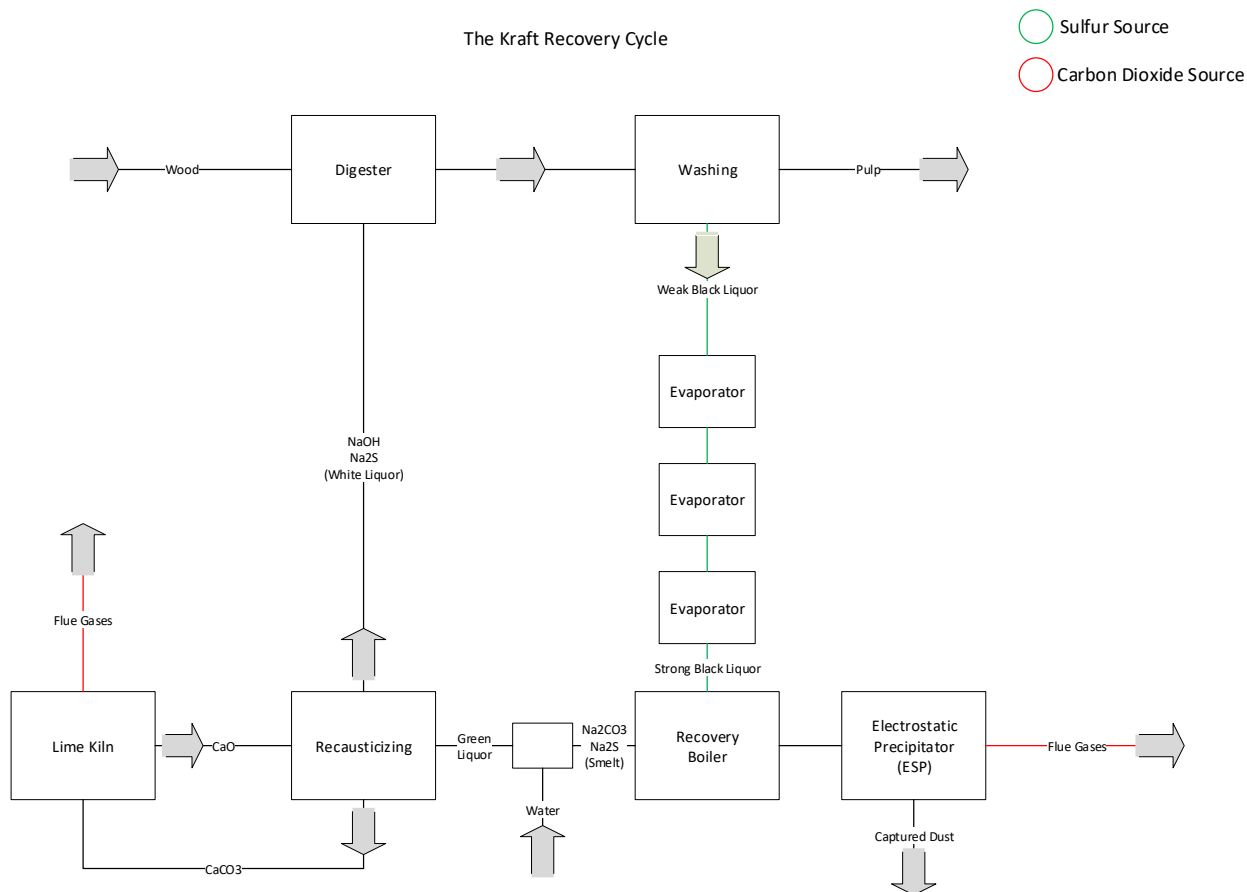 The Kraft Recovery Cycle
Sulfur Source
Carbon Dioxide Source
Wood
Digester
Washing
Pulp
Weak Black Liquor
Evaporator
NaOH
Na2S
(White Liquor)
Evaporator
Evaporator
Flue Gases
Strong Black Liquor
Lime Kiln
CaO
Recausticizing
Green
Liquor
Na2CO3
Na2S
(Smelt)
Recovery
Boiler
Electrostatic
Precipitator
(ESP)
Flue Gases
Water
Captured Dust
CaCO3